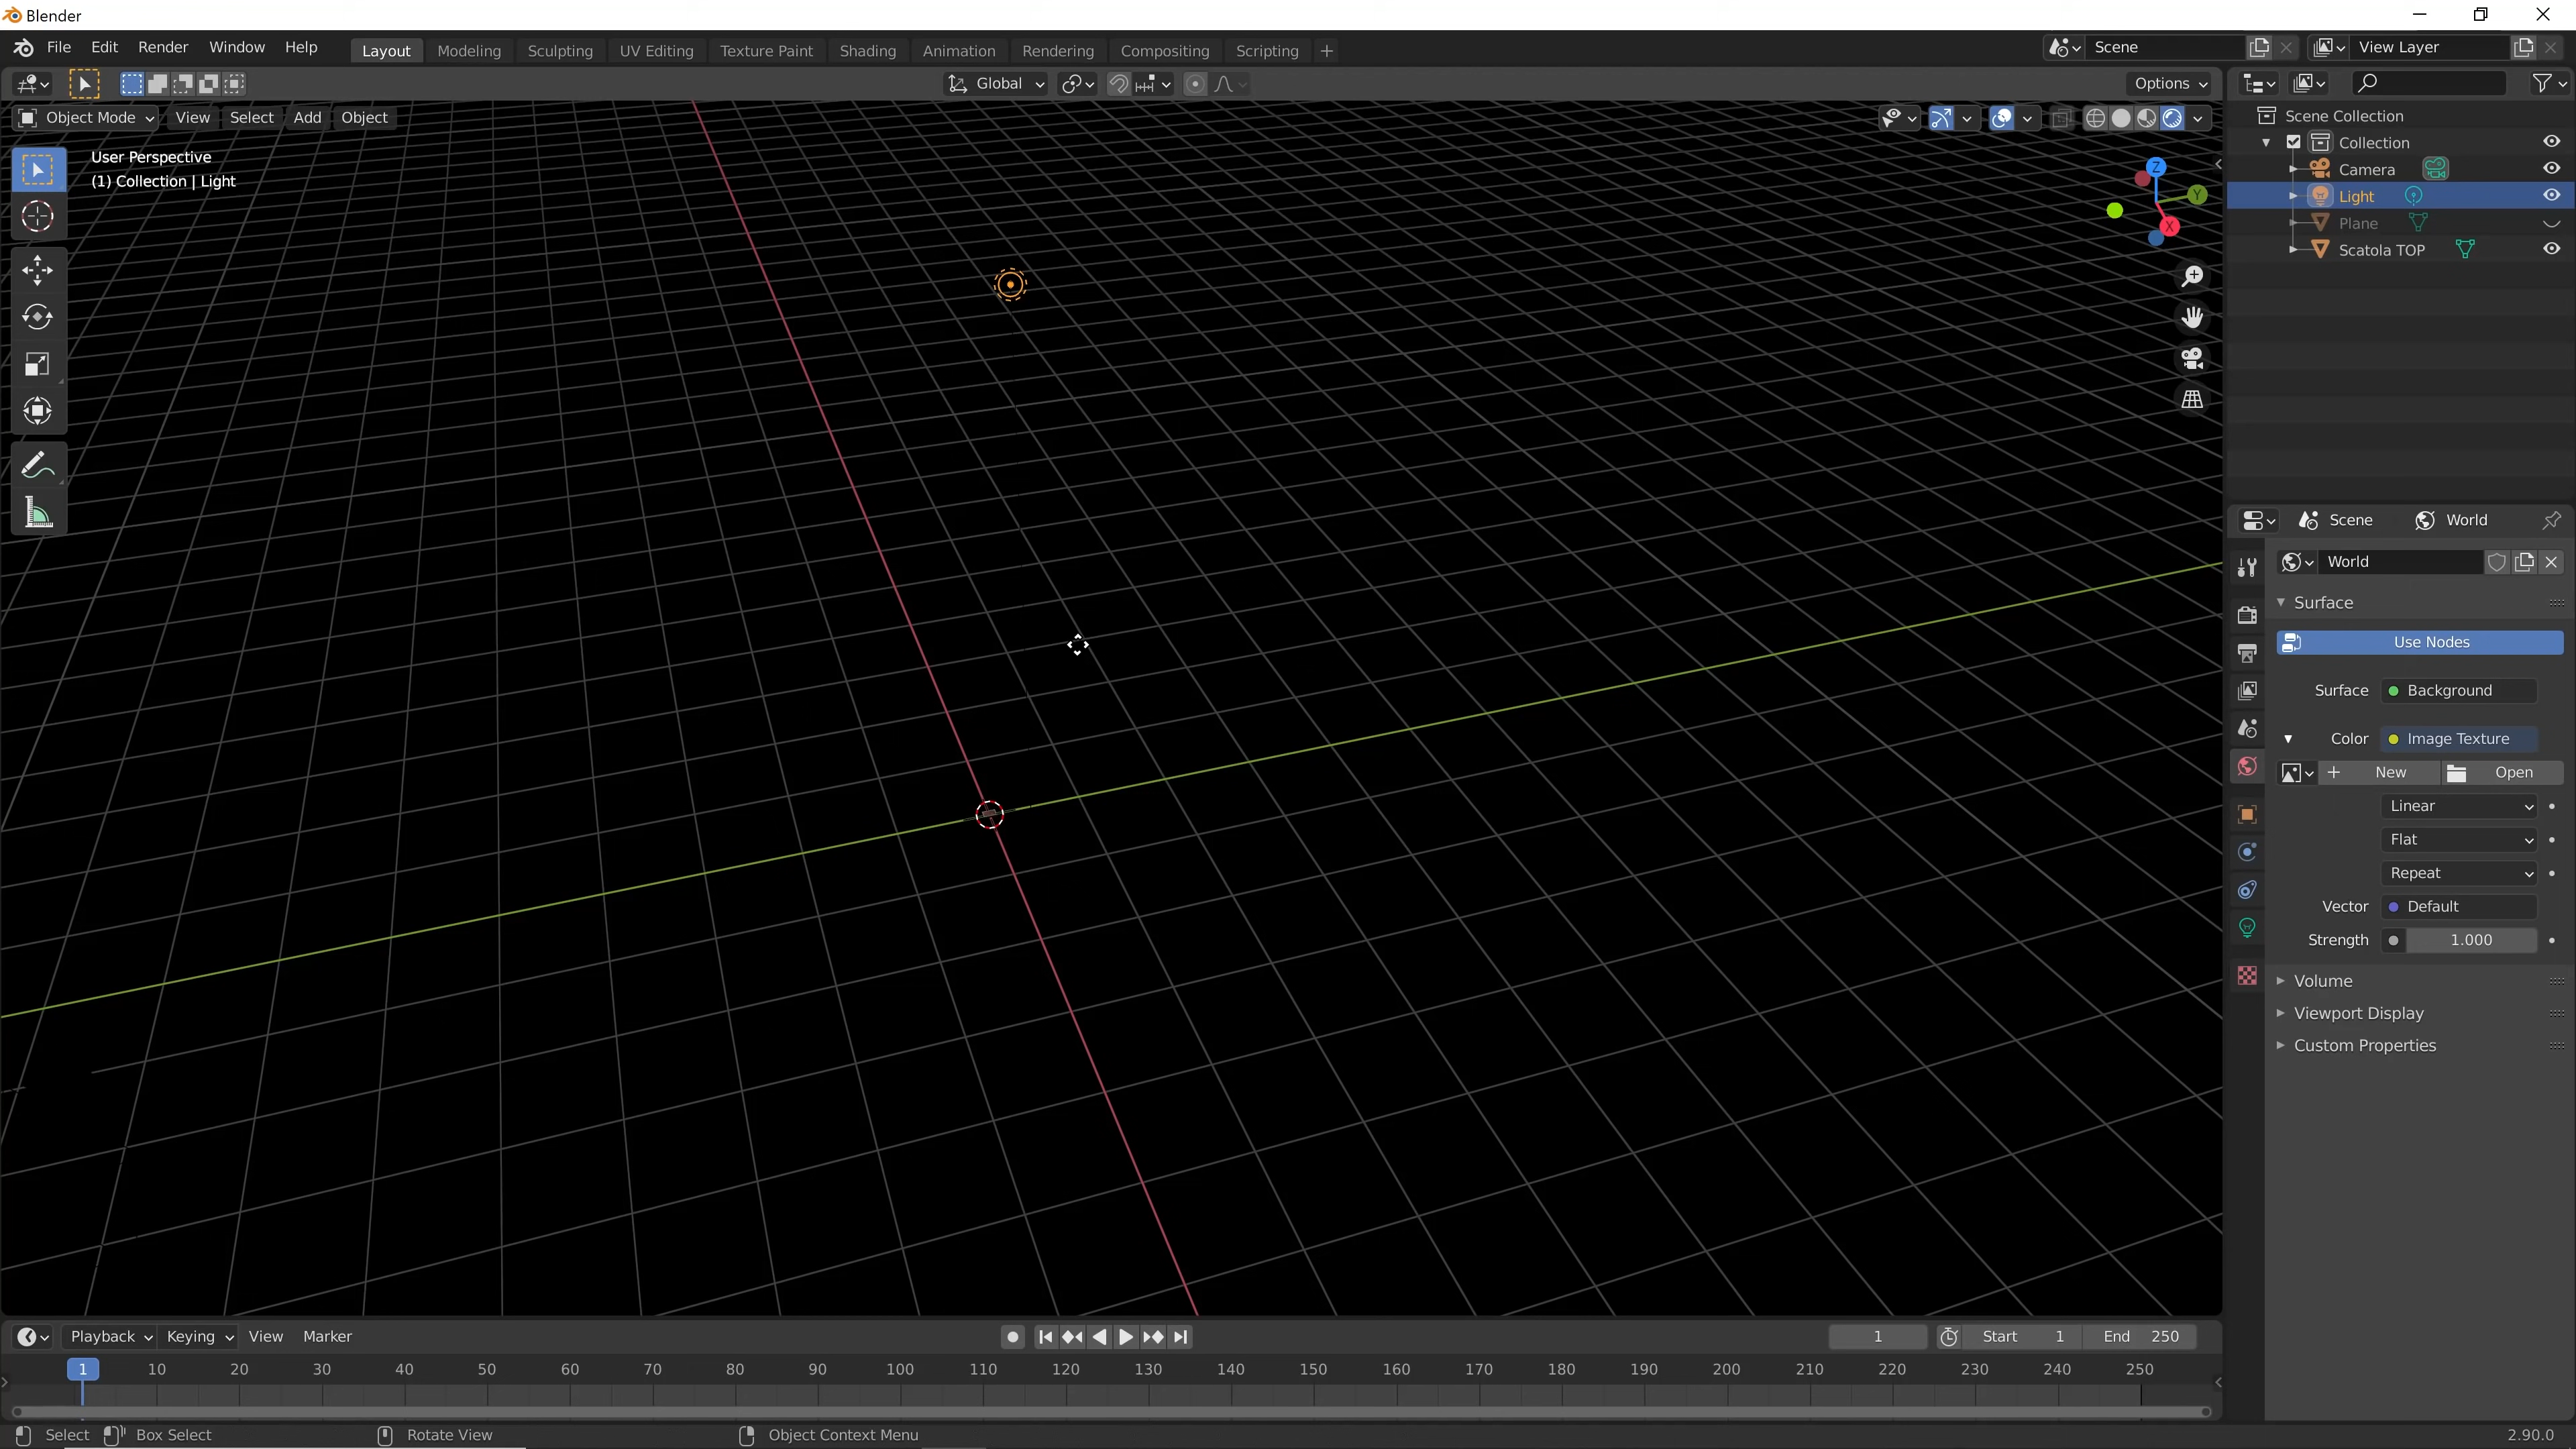 Blender
File Edit Render Window Help Layout Modeling Sculpting UV Editing Texture Paint Shading Animation Rendering Compositing Scripting + Scene View Layer
Global Options
Object Mode View Select Add Object
User Perspective
(1) Collection | Light
Z
Y
X
Scene Collection
Collection
Camera
Light
Plane
Scatola TOP
Scene World
World
Surface
Use Nodes
Surface Background
Color Image Texture
+ New Open
Linear
Flat
Repeat
Vector Default
Strength 1.000
Volume
Viewport Display
Custom Properties
Playback Keying View Marker 1 Start 1 End 250
1 10 20 30 40 50 60 70 80 90 100 110 120 130 140 150 160 170 180 190 200 210 220 230 240 250
Select Box Select Rotate View Object Context Menu 2.90.0